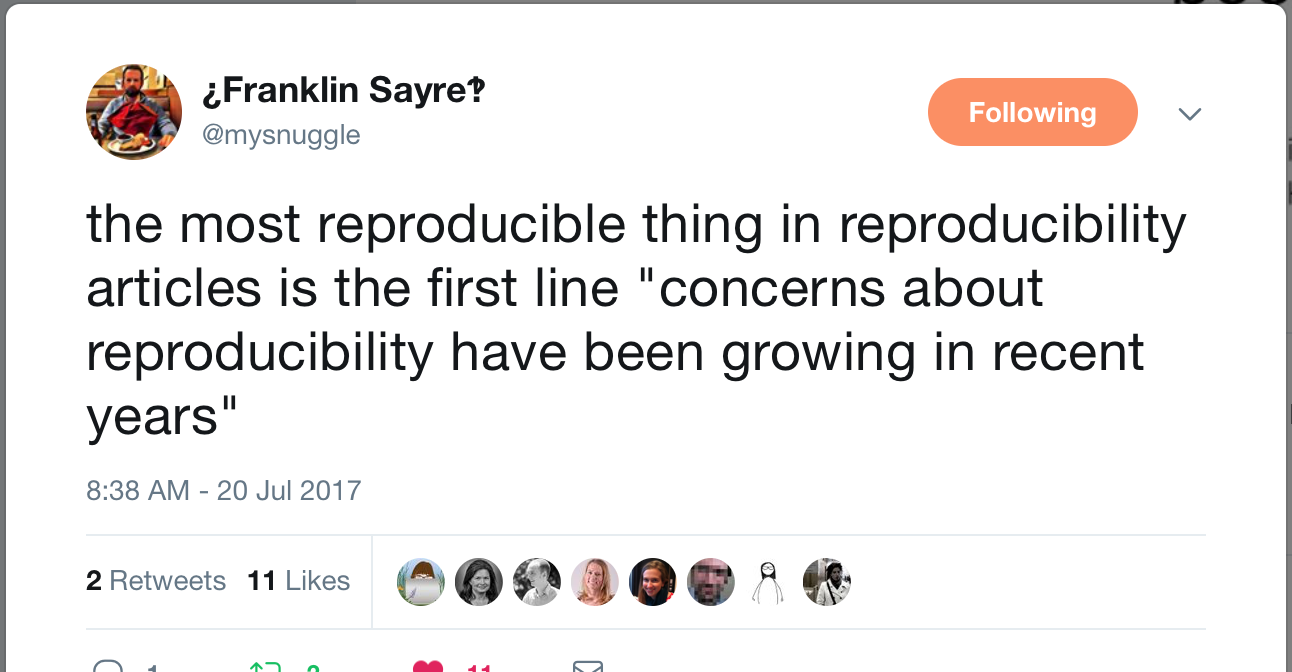 ¿Franklin Sayre‽
@mysnuggle
Following
the most reproducible thing in reproducibility
articles is the first line "concerns about
reproducibility have been growing in recent
years"
8:38 AM - 20 Jul 2017
2 Retweets 11 Likes